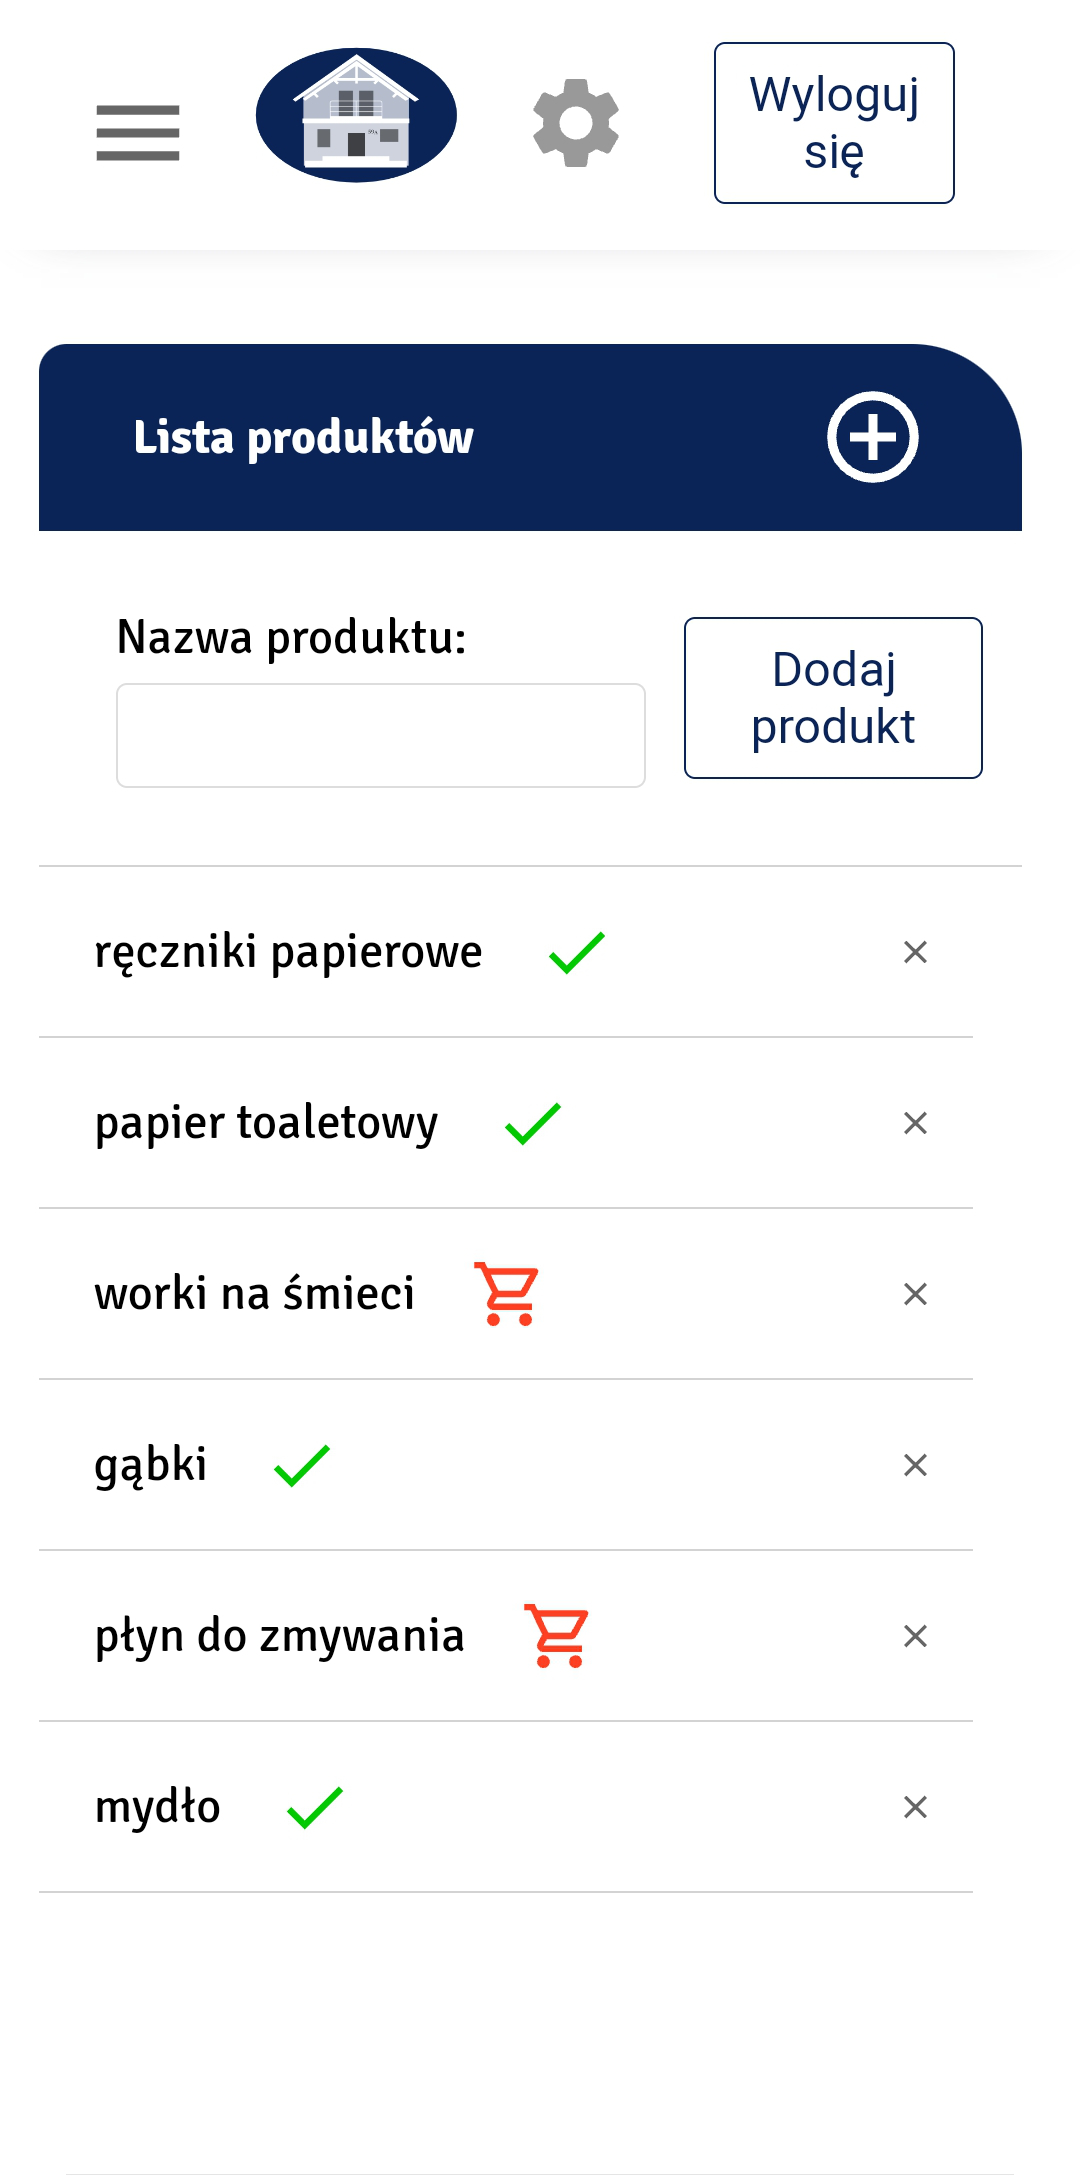 Wyloguj
się
Lista produktów
Nazwa produktu:
Dodaj
produkt
ręczniki papierowe
papier toaletowy
worki na śmieci
gąbki
płyn do zmywania
mydło